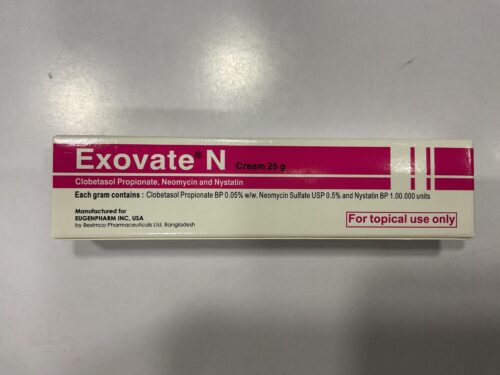 Exovate® N Cream 25 g
Clobetasol Propionate, Neomycin and Nystatin
Each gram contains : Clobetasol Propionate BP 0.05% w/w. Neomycin Sulfate USP 0.5% and Nystatin BP 1.00.000 units
Manufactured for
EUGENPHARM INC, USA
by Beximco Pharmaceuticals Ltd. Bangladesh
For topical use only